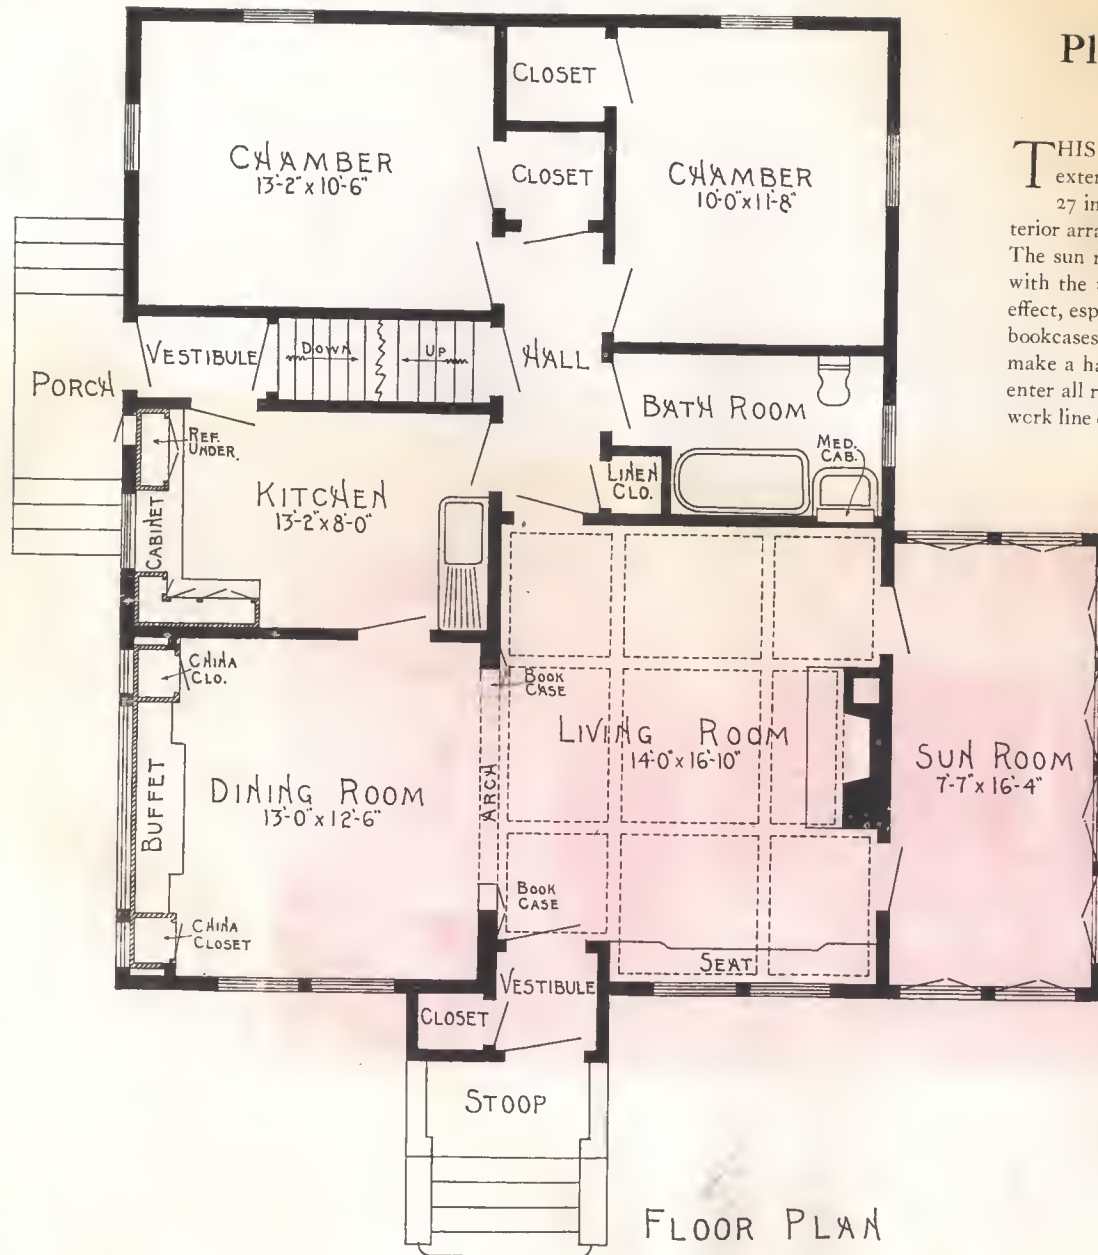 Pl
THIS
exter
27 in
terior arra
The sun r
with the
effect, esp
bookcases
make a ha
enter all r
work line
CLOSET
CHAMBER
13'-2" x 10'-6"
CLOSET
CHAMBER
10'-0" x 11'-8"
VESTIBULE
DOWN
UP
HALL
PORCH
BATH ROOM
REF.
UNDER.
MED.
CAB.
LINEN
CLO.
KITCHEN
13'-2" x 8'-0"
CABINET
CHINA
CLO.
BOOK
CASE
LIVING ROOM
14'-0" x 16'-10"
SUN ROOM
7'-7" x 16'-4"
BUFFET
DINING ROOM
13'-0" x 12'-6"
ARCH
BOOK
CASE
CHINA
CLOSET
SEAT
VESTIBULE
CLOSET
STOOP
FLOOR PLAN